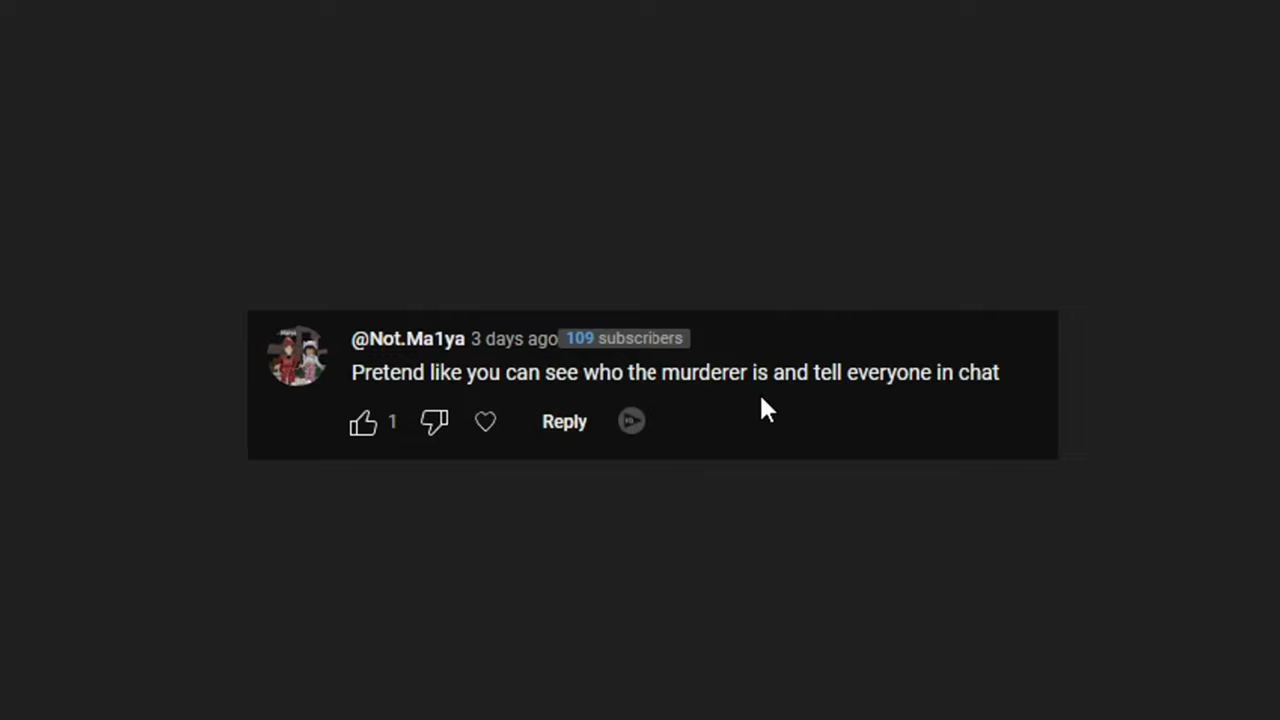 @Not.Ma1ya 3 days ago 109 subscribers
Pretend like you can see who the murderer is and tell everyone in chat
1 Reply